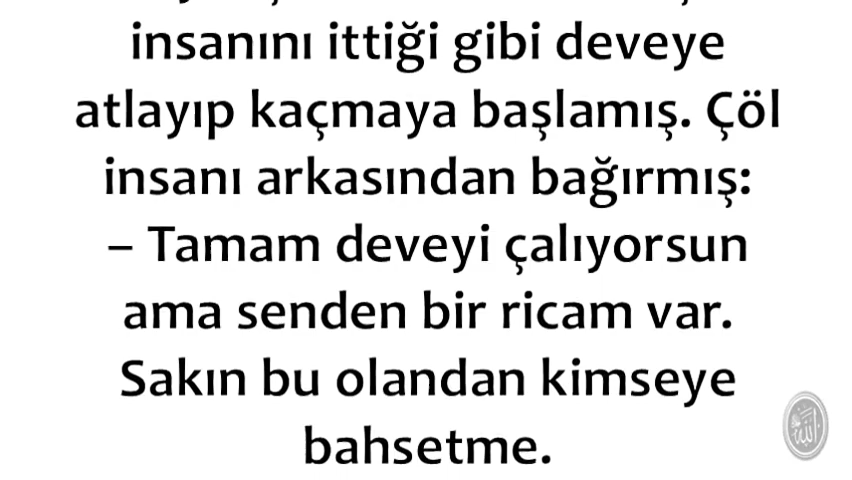 insanını ittiği gibi deveye
atlayıp kaçmaya başlamış. Çöl
insanı arkasından bağırmış:
– Tamam deveyi çalıyorsun
ama senden bir ricam var.
Sakın bu olandan kimseye
bahsetme.
الله